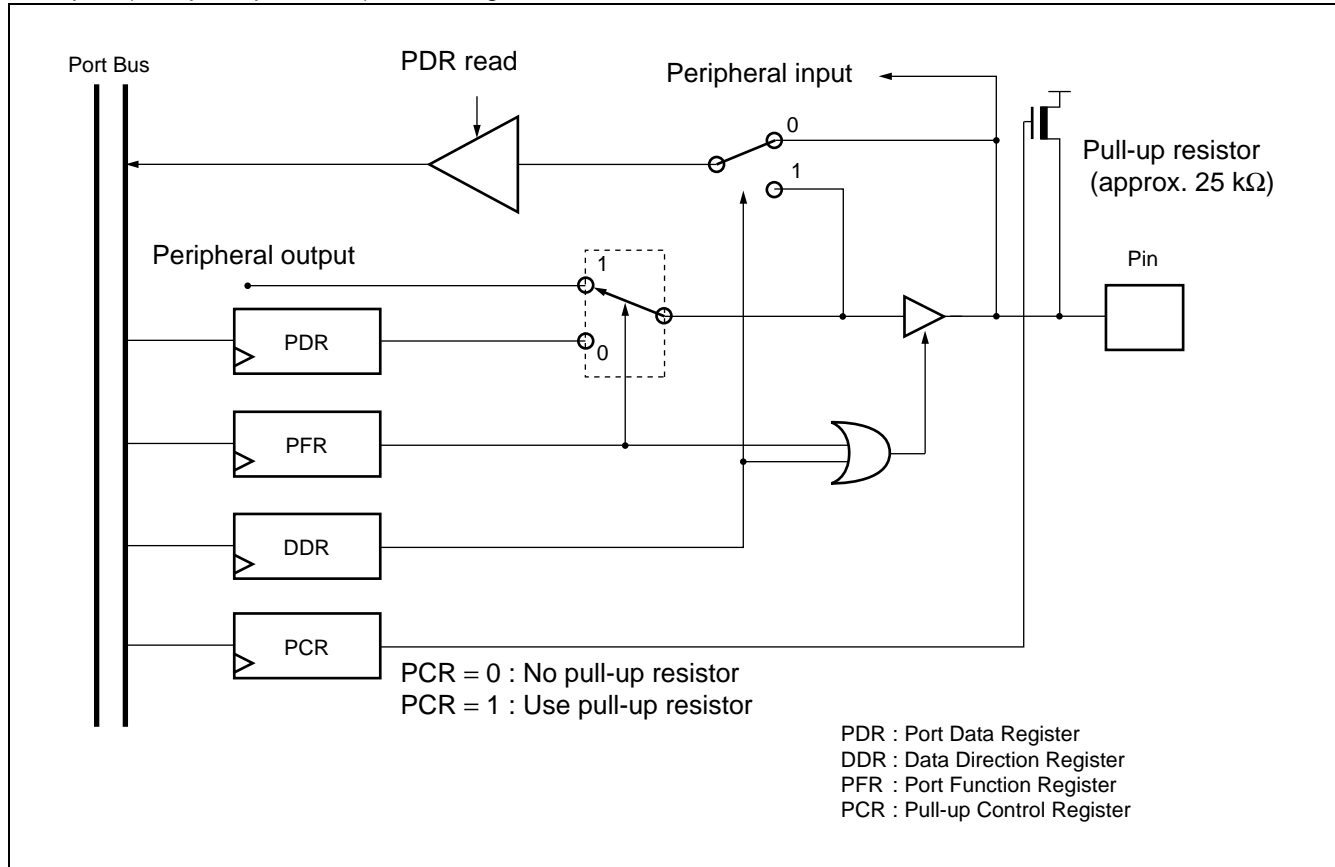 Port Bus
PDR read
Peripheral input
0
1
Pull-up resistor
(approx. 25 kΩ)
Peripheral output
1
0
Pin
PDR
PFR
DDR
PCR
PCR = 0 : No pull-up resistor
PCR = 1 : Use pull-up resistor
PDR : Port Data Register
DDR : Data Direction Register
PFR : Port Function Register
PCR : Pull-up Control Register